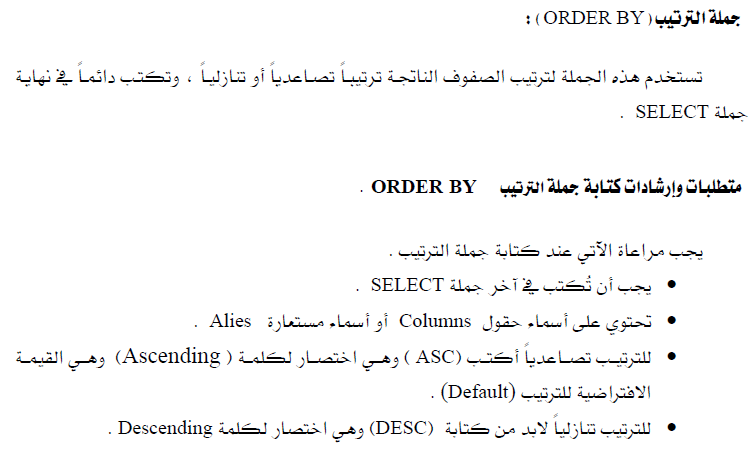 جملة الترتيب ( ORDER BY ) :
تستخدم هذه الجملة لترتيب الصفوف الناتجة ترتيباً تصاعدياً أو تنازلياً ، وتكتب دائماً في نهاية
جملة SELECT .
متطلبات وإرشادات كتابة جملة الترتيب ORDER BY .
يجب مراعاة الآتي عند كتابة جملة الترتيب .
• يجب أن تُكتب في آخر جملة SELECT .
• تحتوي على أسماء حقول Columns أو أسماء مستعارة Alies .
• للترتيب تصاعدياً أكتب (ASC ) وهي اختصار لكلمة ( Ascending) وهي القيمة
الافتراضية للترتيب (Default) .
• للترتيب تنازلياً لابد من كتابة (DESC) وهي اختصار لكلمة Descending .